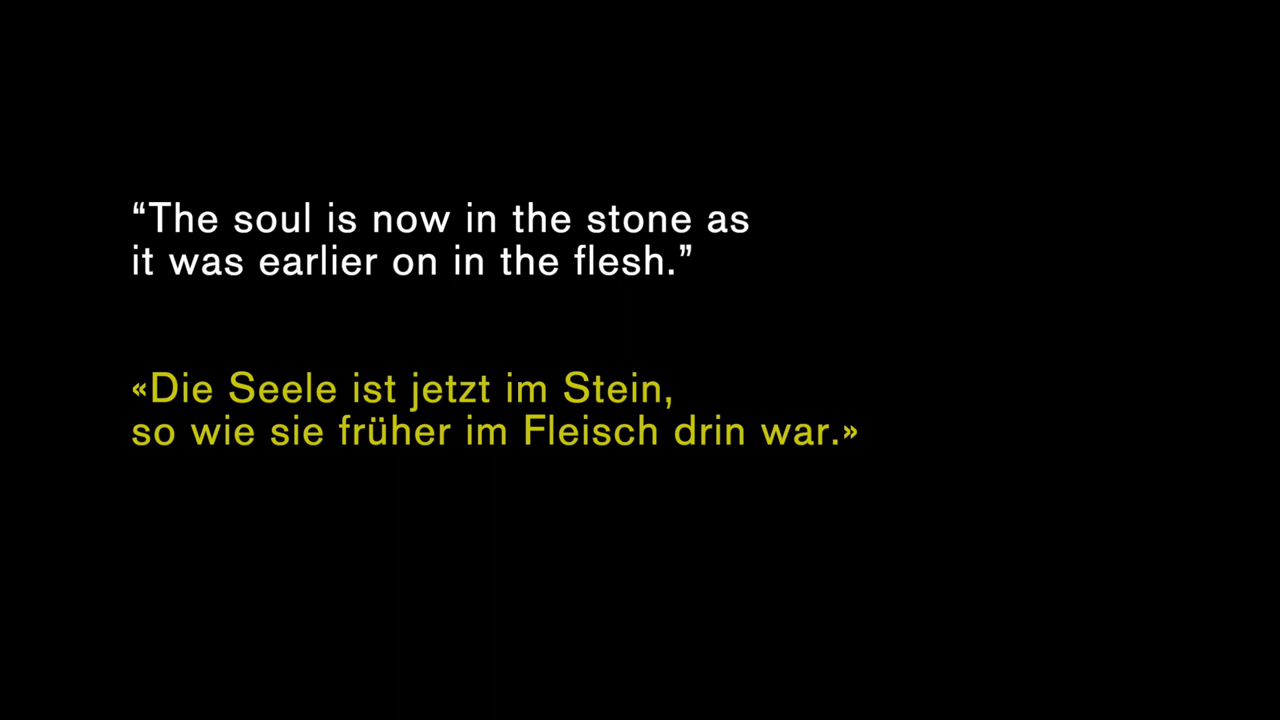 “The soul is now in the stone as
it was earlier on in the flesh.”
«Die Seele ist jetzt im Stein,
so wie sie früher im Fleisch drin war.»